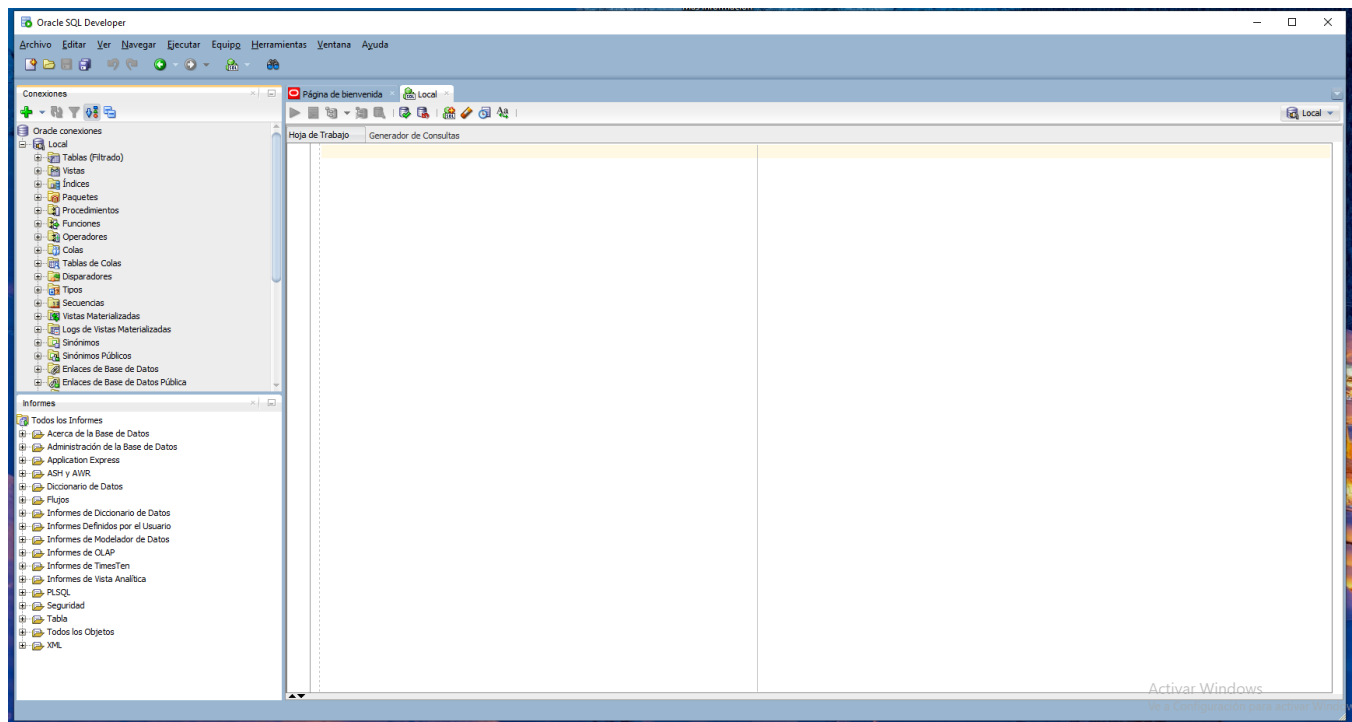 Oracle SQL Developer
Archivo Editar Ver Navegar Ejecutar Equipo Herramientas Ventana Ayuda
Conexiones
Página de bienvenida
Local
Local
Oracle conexiones
Hoja de Trabajo
Generador de Consultas
Local
Tablas (Filtrado)
Vistas
Índices
Paquetes
Procedimientos
Funciones
Operadores
Colas
Tablas de Colas
Disparadores
Tipos
Secuencias
Vistas Materializadas
Logs de Vistas Materializadas
Sinónimos
Sinónimos Públicos
Enlaces de Base de Datos
Enlaces de Base de Datos Pública
Informes
Todos los Informes
Acerca de la Base de Datos
Administración de la Base de Datos
Application Express
ASH y AWR
Diccionario de Datos
Flujos
Informes de Diccionario de Datos
Informes Definidos por el Usuario
Informes de Modelador de Datos
Informes de OLAP
Informes de TimesTen
Informes de Vista Analítica
PLSQL
Seguridad
Tabla
Todos los Objetos
XML
Activar Windows